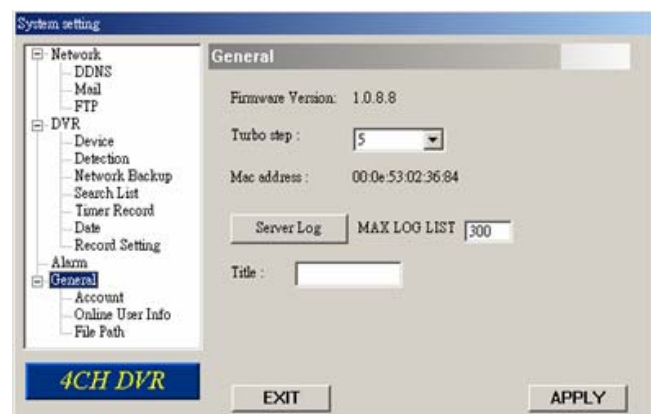 System setting
Network
DDNS
Mail
FTP
DVR
Device
Detection
Network Backup
Search List
Timer Record
Date
Record Setting
Alarm
General
Account
Online User Info
File Path
4CH DVR
General
Firmware Version: 1.0.8.8
Turbo step : 5
Mac address : 00:0e:53:02:36:84
Server Log MAX LOG LIST 300
Title :
EXIT APPLY